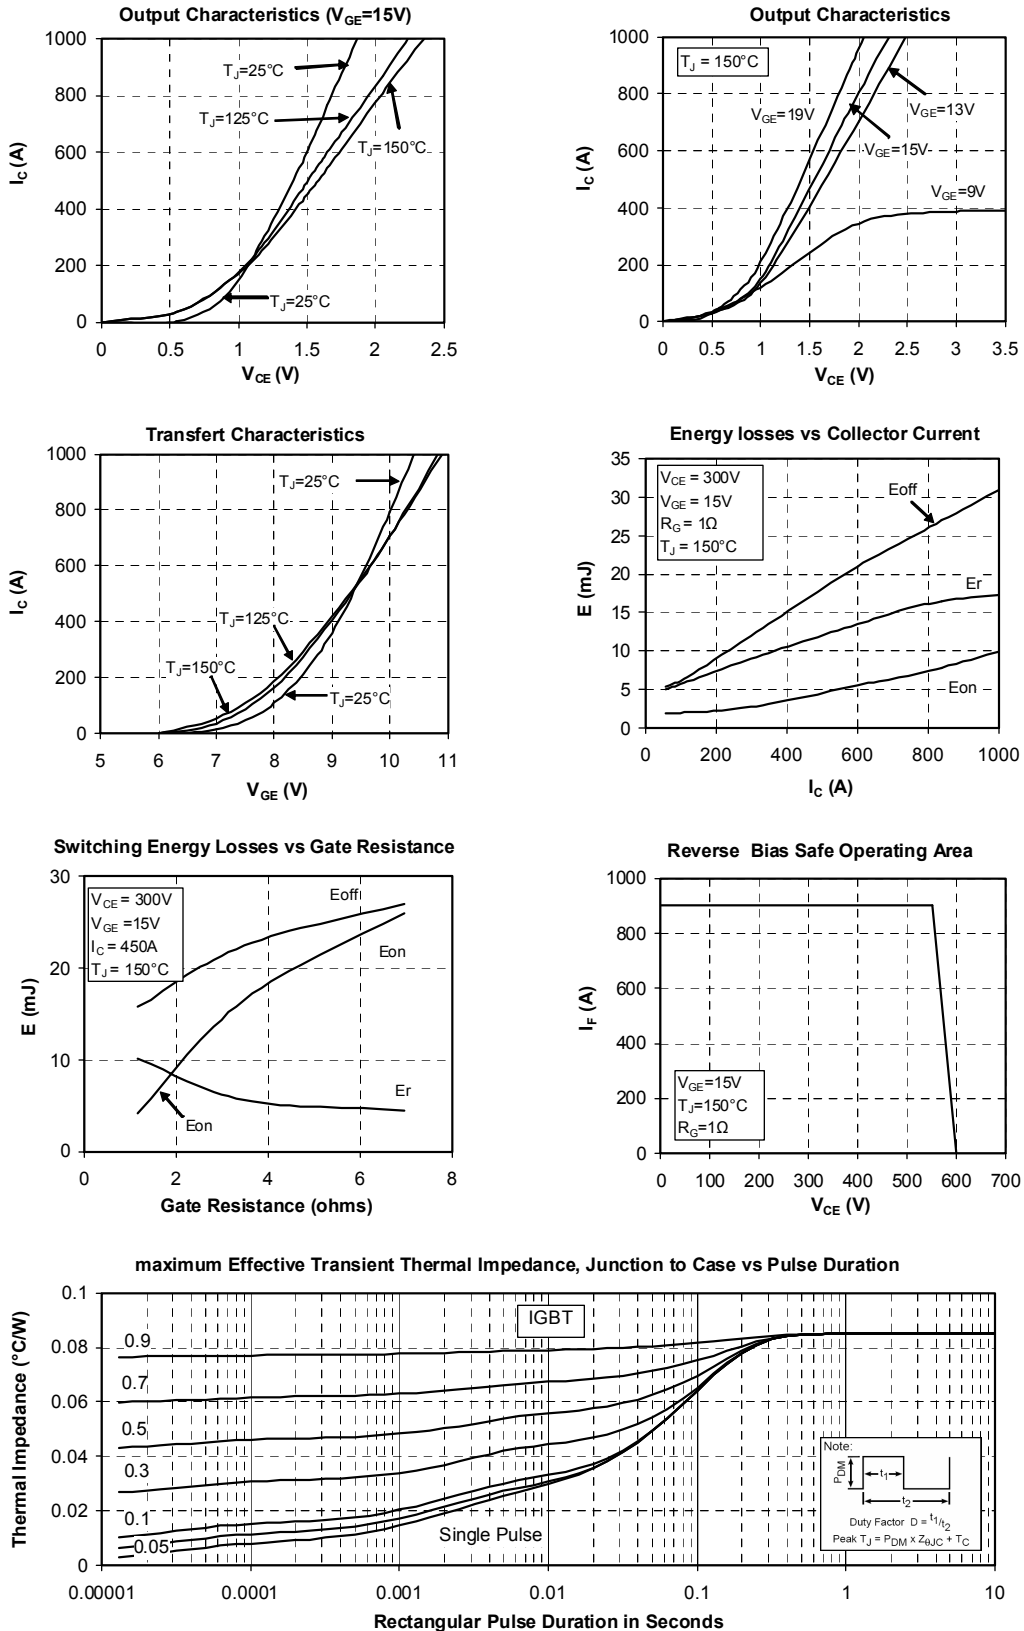 Output Characteristics (VGE=15V)
1000
800
600
400
200
0
IC (A)
TJ=25°C
TJ=125°C
TJ=150°C
TJ=25°C
0 0.5 1 1.5 2 2.5
VCE (V)
Output Characteristics
1000
800
600
400
200
0
IC (A)
TJ = 150°C
VGE=19V
VGE=13V
VGE=15V
VGE=9V
0 0.5 1 1.5 2 2.5 3 3.5
VCE (V)
Transfert Characteristics
1000
800
600
400
200
0
IC (A)
TJ=25°C
TJ=125°C
TJ=150°C
TJ=25°C
5 6 7 8 9 10 11
VGE (V)
Energy losses vs Collector Current
35
30
25
20
15
10
5
0
E (mJ)
VCE = 300V
VGE = 15V
RG = 1Ω
TJ = 150°C
Eoff
Er
Eon
0 200 400 600 800 1000
IC (A)
Switching Energy Losses vs Gate Resistance
30
20
10
0
E (mJ)
VCE = 300V
VGE =15V
IC = 450A
TJ = 150°C
Eoff
Eon
Er
Eon
0 2 4 6 8
Gate Resistance (ohms)
Reverse Bias Safe Operating Area
1000
800
600
400
200
0
IF (A)
VGE=15V
TJ=150°C
RG=1Ω
0 100 200 300 400 500 600 700
VCE (V)
maximum Effective Transient Thermal Impedance, Junction to Case vs Pulse Duration
0.1
0.08
0.06
0.04
0.02
0
Thermal Impedance (°C/W)
IGBT
0.9
0.7
0.5
0.3
0.1
0.05
Single Pulse
Note:
PDM
t1
t2
Duty Factor D = t1/t2
Peak TJ = PDM x ZθJC + TC
0.00001 0.0001 0.001 0.01 0.1 1 10
Rectangular Pulse Duration in Seconds